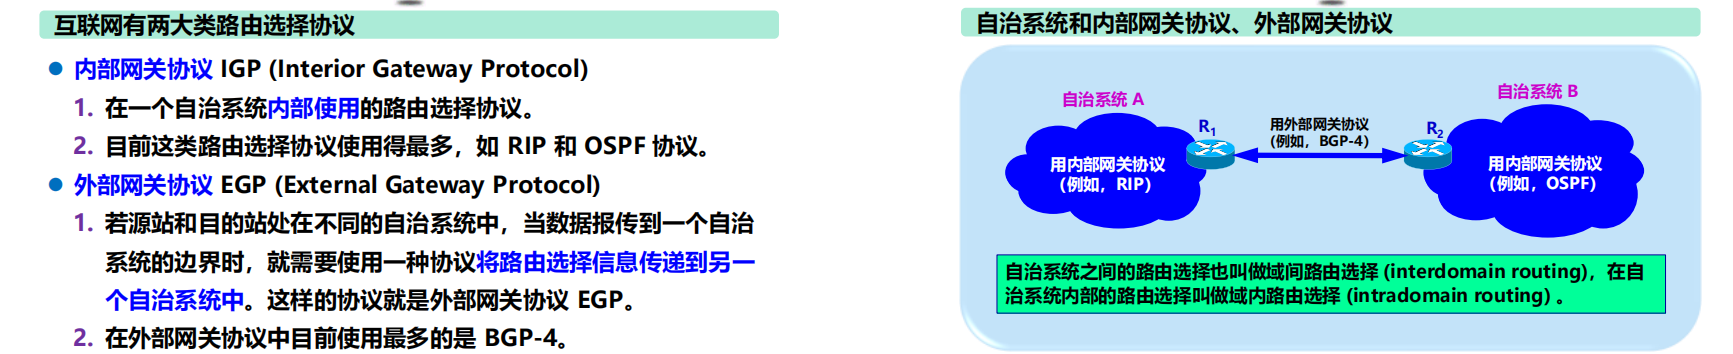 互联网有两大类路由选择协议
内部网关协议 IGP (Interior Gateway Protocol)
1. 在一个自治系统内部使用的路由选择协议。
2. 目前这类路由选择协议使用得最多，如 RIP 和 OSPF 协议。
外部网关协议 EGP (External Gateway Protocol)
1. 若源站和目的站处在不同的自治系统中，当数据报传到一个自治
系统的边界时，就需要使用一种协议将路由选择信息传递到另一
个自治系统中。这样的协议就是外部网关协议 EGP。
2. 在外部网关协议中目前使用最多的是 BGP-4。
自治系统和内部网关协议、外部网关协议
自治系统 A
自治系统 B
R1
用外部网关协议
（例如，BGP-4）
R2
用内部网关协议
（例如，RIP）
用内部网关协议
（例如，OSPF）
自治系统之间的路由选择也叫做域间路由选择 (interdomain routing)，在自
治系统内部的路由选择叫做域内路由选择 (intradomain routing) 。